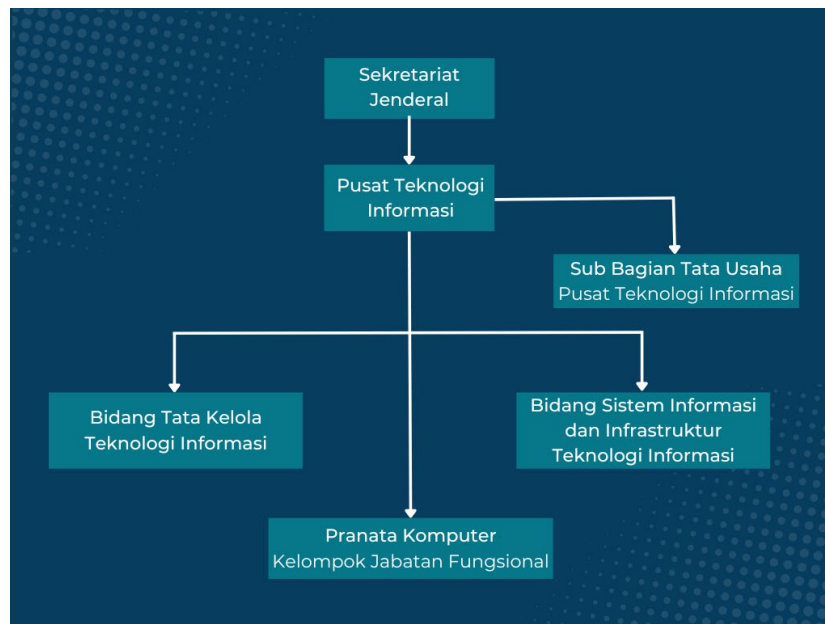 Sekretariat
Jenderal
Pusat Teknologi
Informasi
Sub Bagian Tata Usaha
Pusat Teknologi Informasi
Bidang Tata Kelola
Teknologi Informasi
Bidang Sistem Informasi
dan Infrastruktur
Teknologi Informasi
Pranata Komputer
Kelompok Jabatan Fungsional